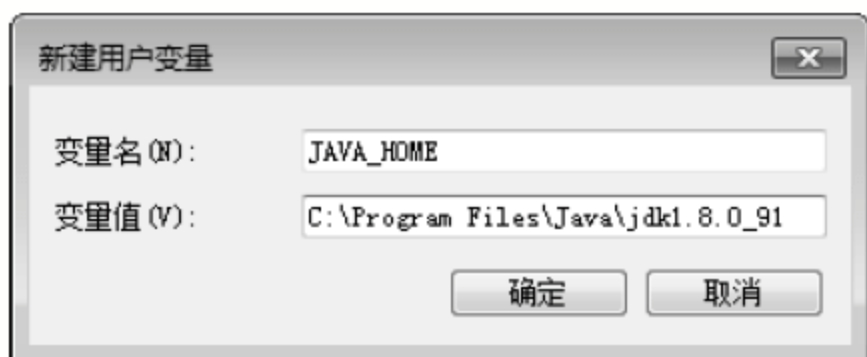 新建用户变量
变量名(N):
JAVA_HOME
变量值(V):
C:\Program Files\Java\jdk1.8.0_91
确定
取消